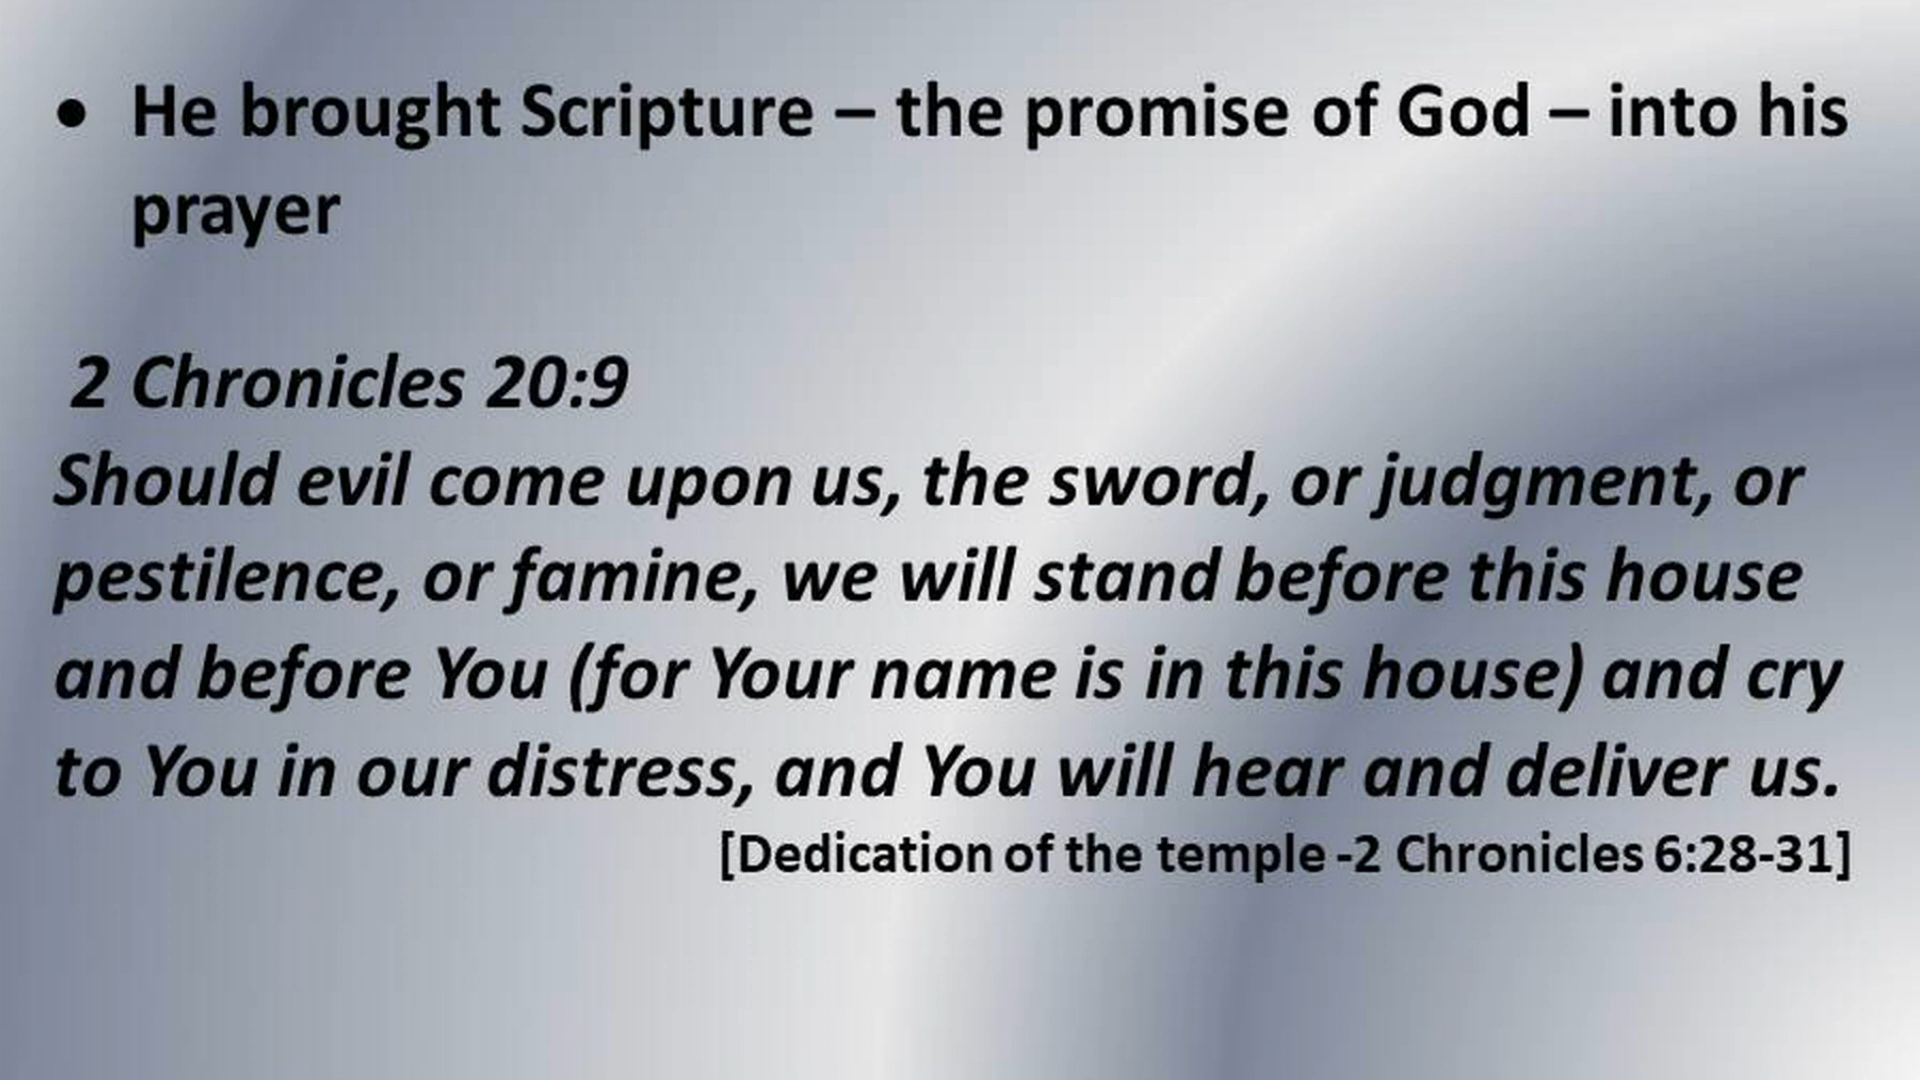 • He brought Scripture – the promise of God – into his
prayer
2 Chronicles 20:9
Should evil come upon us, the sword, or judgment, or
pestilence, or famine, we will stand before this house
and before You (for Your name is in this house) and cry
to You in our distress, and You will hear and deliver us.
[Dedication of the temple -2 Chronicles 6:28-31]